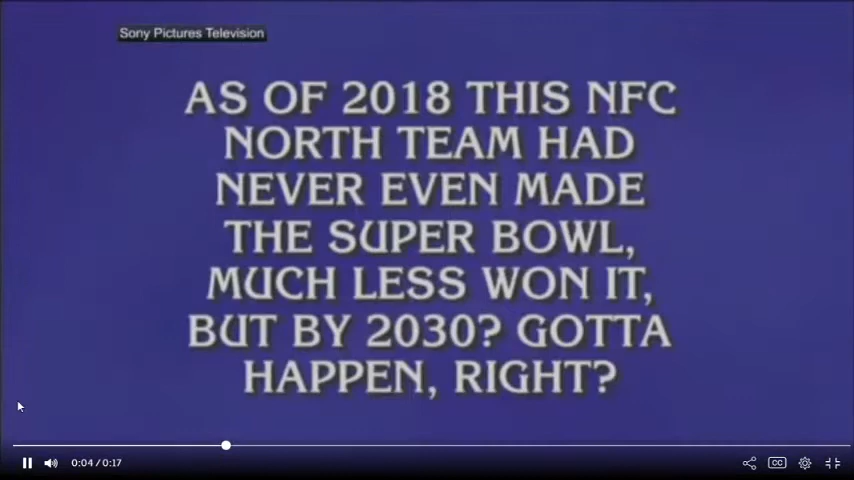 Sony Pictures Television
AS OF 2018 THIS NFC
NORTH TEAM HAD
NEVER EVEN MADE
THE SUPER BOWL,
MUCH LESS WON IT,
BUT BY 2030? GOTTA
HAPPEN, RIGHT?
0:04 / 0:17
CC